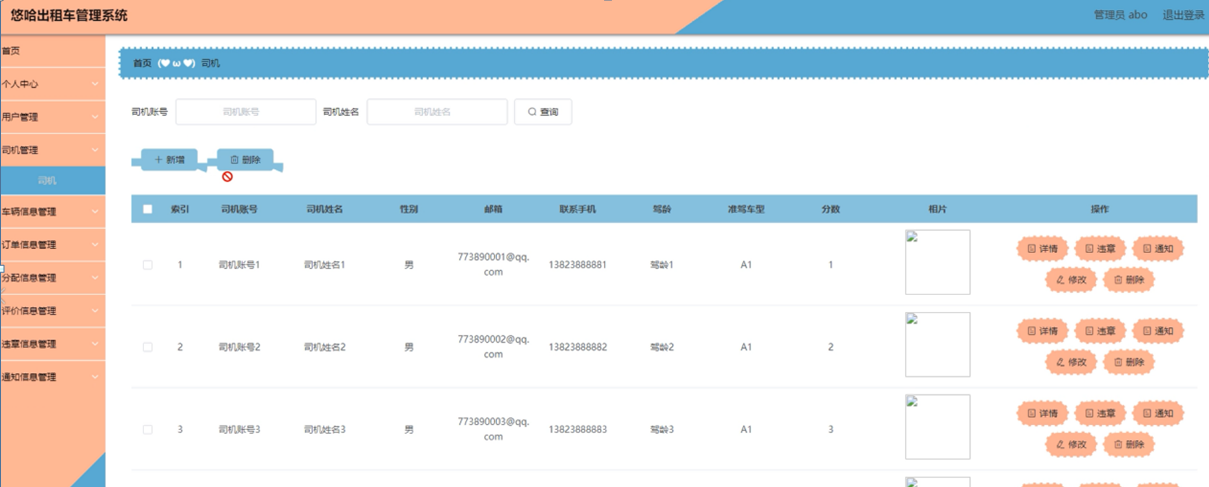 悠哈出租车管理系统
管理员 abo 退出登录
首页
个人中心
用户管理
司机管理
司机
车辆信息管理
订单信息管理
分配信息管理
评价信息管理
违章信息管理
通知信息管理
首页 (♥ω♥) 司机
司机账号 司机账号 司机姓名 司机姓名 查询
+ 新增 删除
索引 司机账号 司机姓名 性别 邮箱 联系手机 驾龄 准驾车型 分数 相片 操作
1 司机账号1 司机姓名1 男 773890001@qq.com 13823888881 驾龄1 A1 1 详情 违章 通知
修改 删除
2 司机账号2 司机姓名2 男 773890002@qq.com 13823888882 驾龄2 A1 2 详情 违章 通知
修改 删除
3 司机账号3 司机姓名3 男 773890003@qq.com 13823888883 驾龄3 A1 3 详情 违章 通知
修改 删除